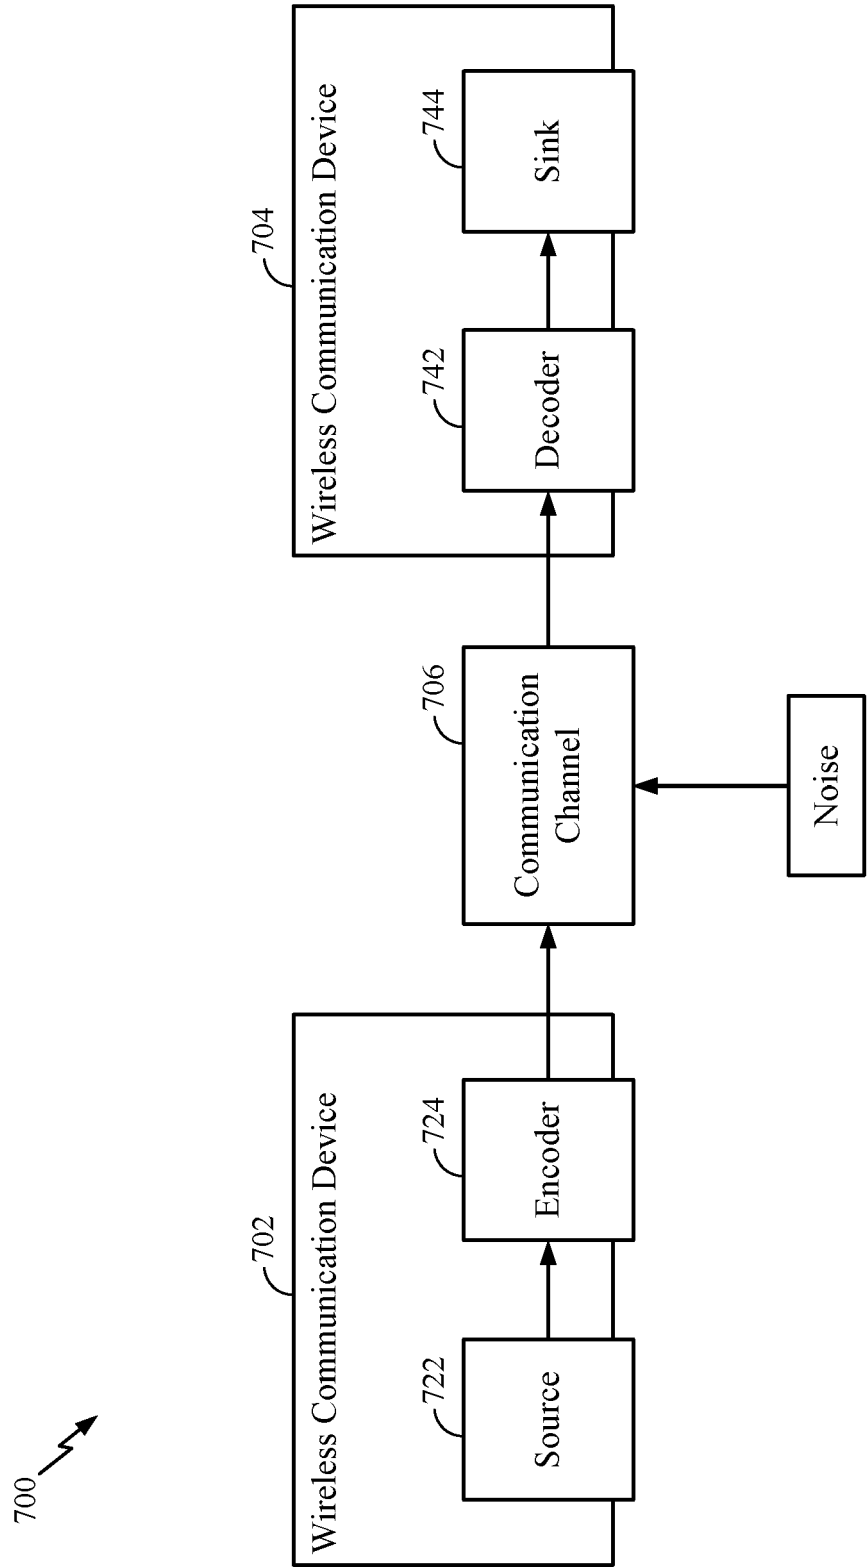 700
702
Wireless Communication Device
722
Source
724
Encoder
706
Communication
Channel
Noise
704
Wireless Communication Device
742
Decoder
744
Sink